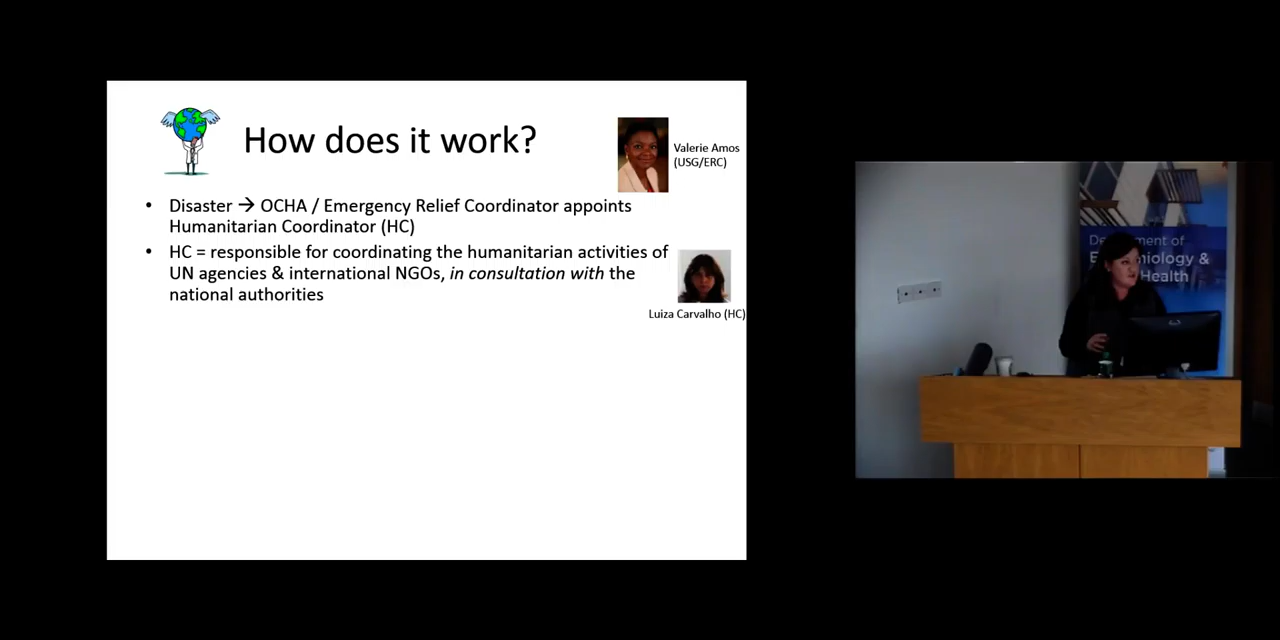 How does it work?
Valerie Amos
(USG/ERC)
• Disaster → OCHA / Emergency Relief Coordinator appoints
Humanitarian Coordinator (HC)
• HC = responsible for coordinating the humanitarian activities of
UN agencies & international NGOs, in consultation with the
national authorities
Luiza Carvalho (HC)
of
&
Health